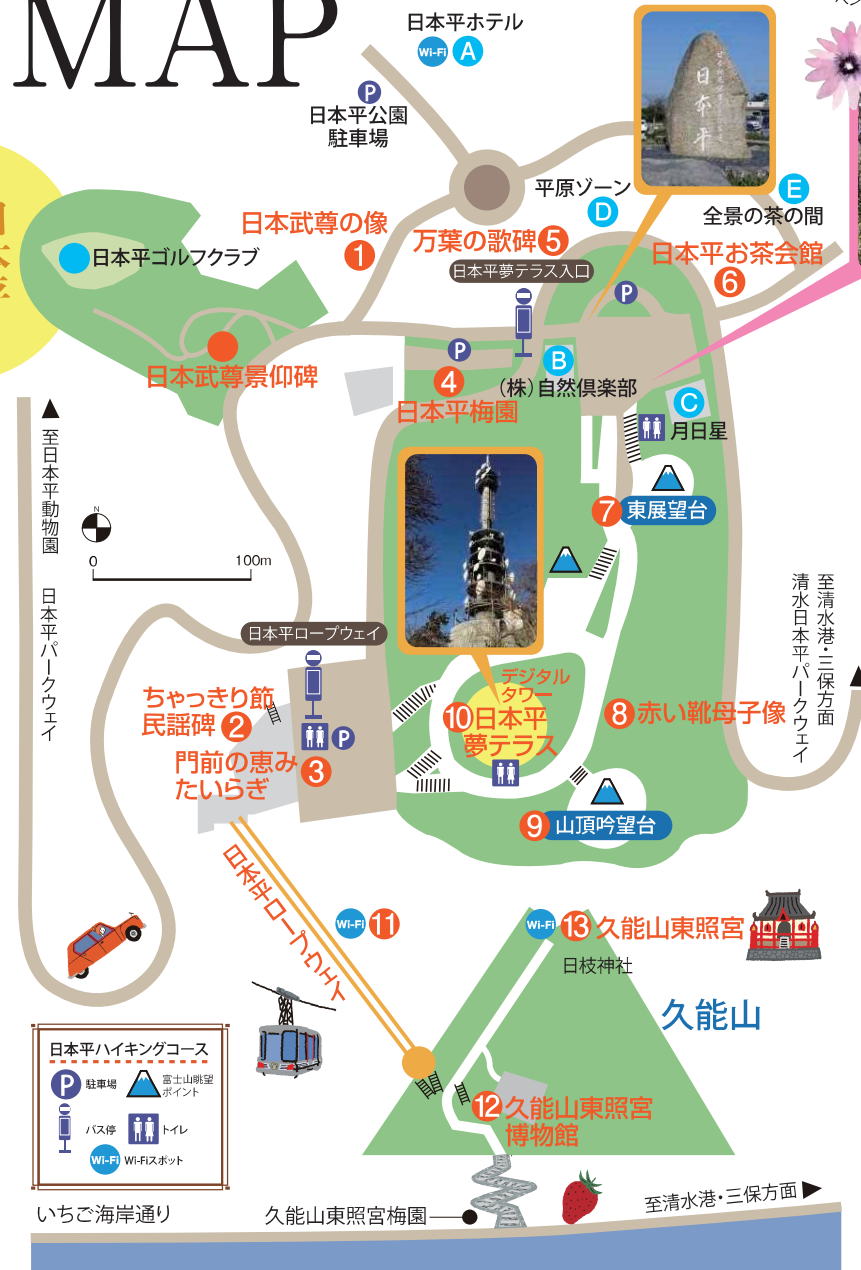 MAP
日本平ホテル
Wi-Fi A
P
日本平公園
駐車場
日本平
平原ゾーン
D
E
全景の茶の間
日本武尊の像
1
万葉の歌碑 5
日本平お茶会館
6
日本平夢テラス入口
日本平ゴルフクラブ
P
P
日本武尊景仰碑
4
日本平梅園
B
(株)自然倶楽部
C
月日星
至日本平動物園
日本平パークウェイ
N
0 100m
7 東展望台
日本平ロープウェイ
ちゃっきり節
民謡碑 2
P
門前の恵み
たいらぎ
3
デジタル
タワー
10 日本平
夢テラス
8 赤い靴母子像
至清水港・三保方面
清水日本平パークウェイ
9 山頂吟望台
日本平ロープウェイ
Wi-Fi 11
Wi-Fi 13 久能山東照宮
日枝神社
久能山
12 久能山東照宮
博物館
日本平ハイキングコース
P 駐車場
富士山眺望
ポイント
バス停
トイレ
Wi-Fi Wi-Fiスポット
いちご海岸通り
久能山東照宮梅園
至清水港・三保方面